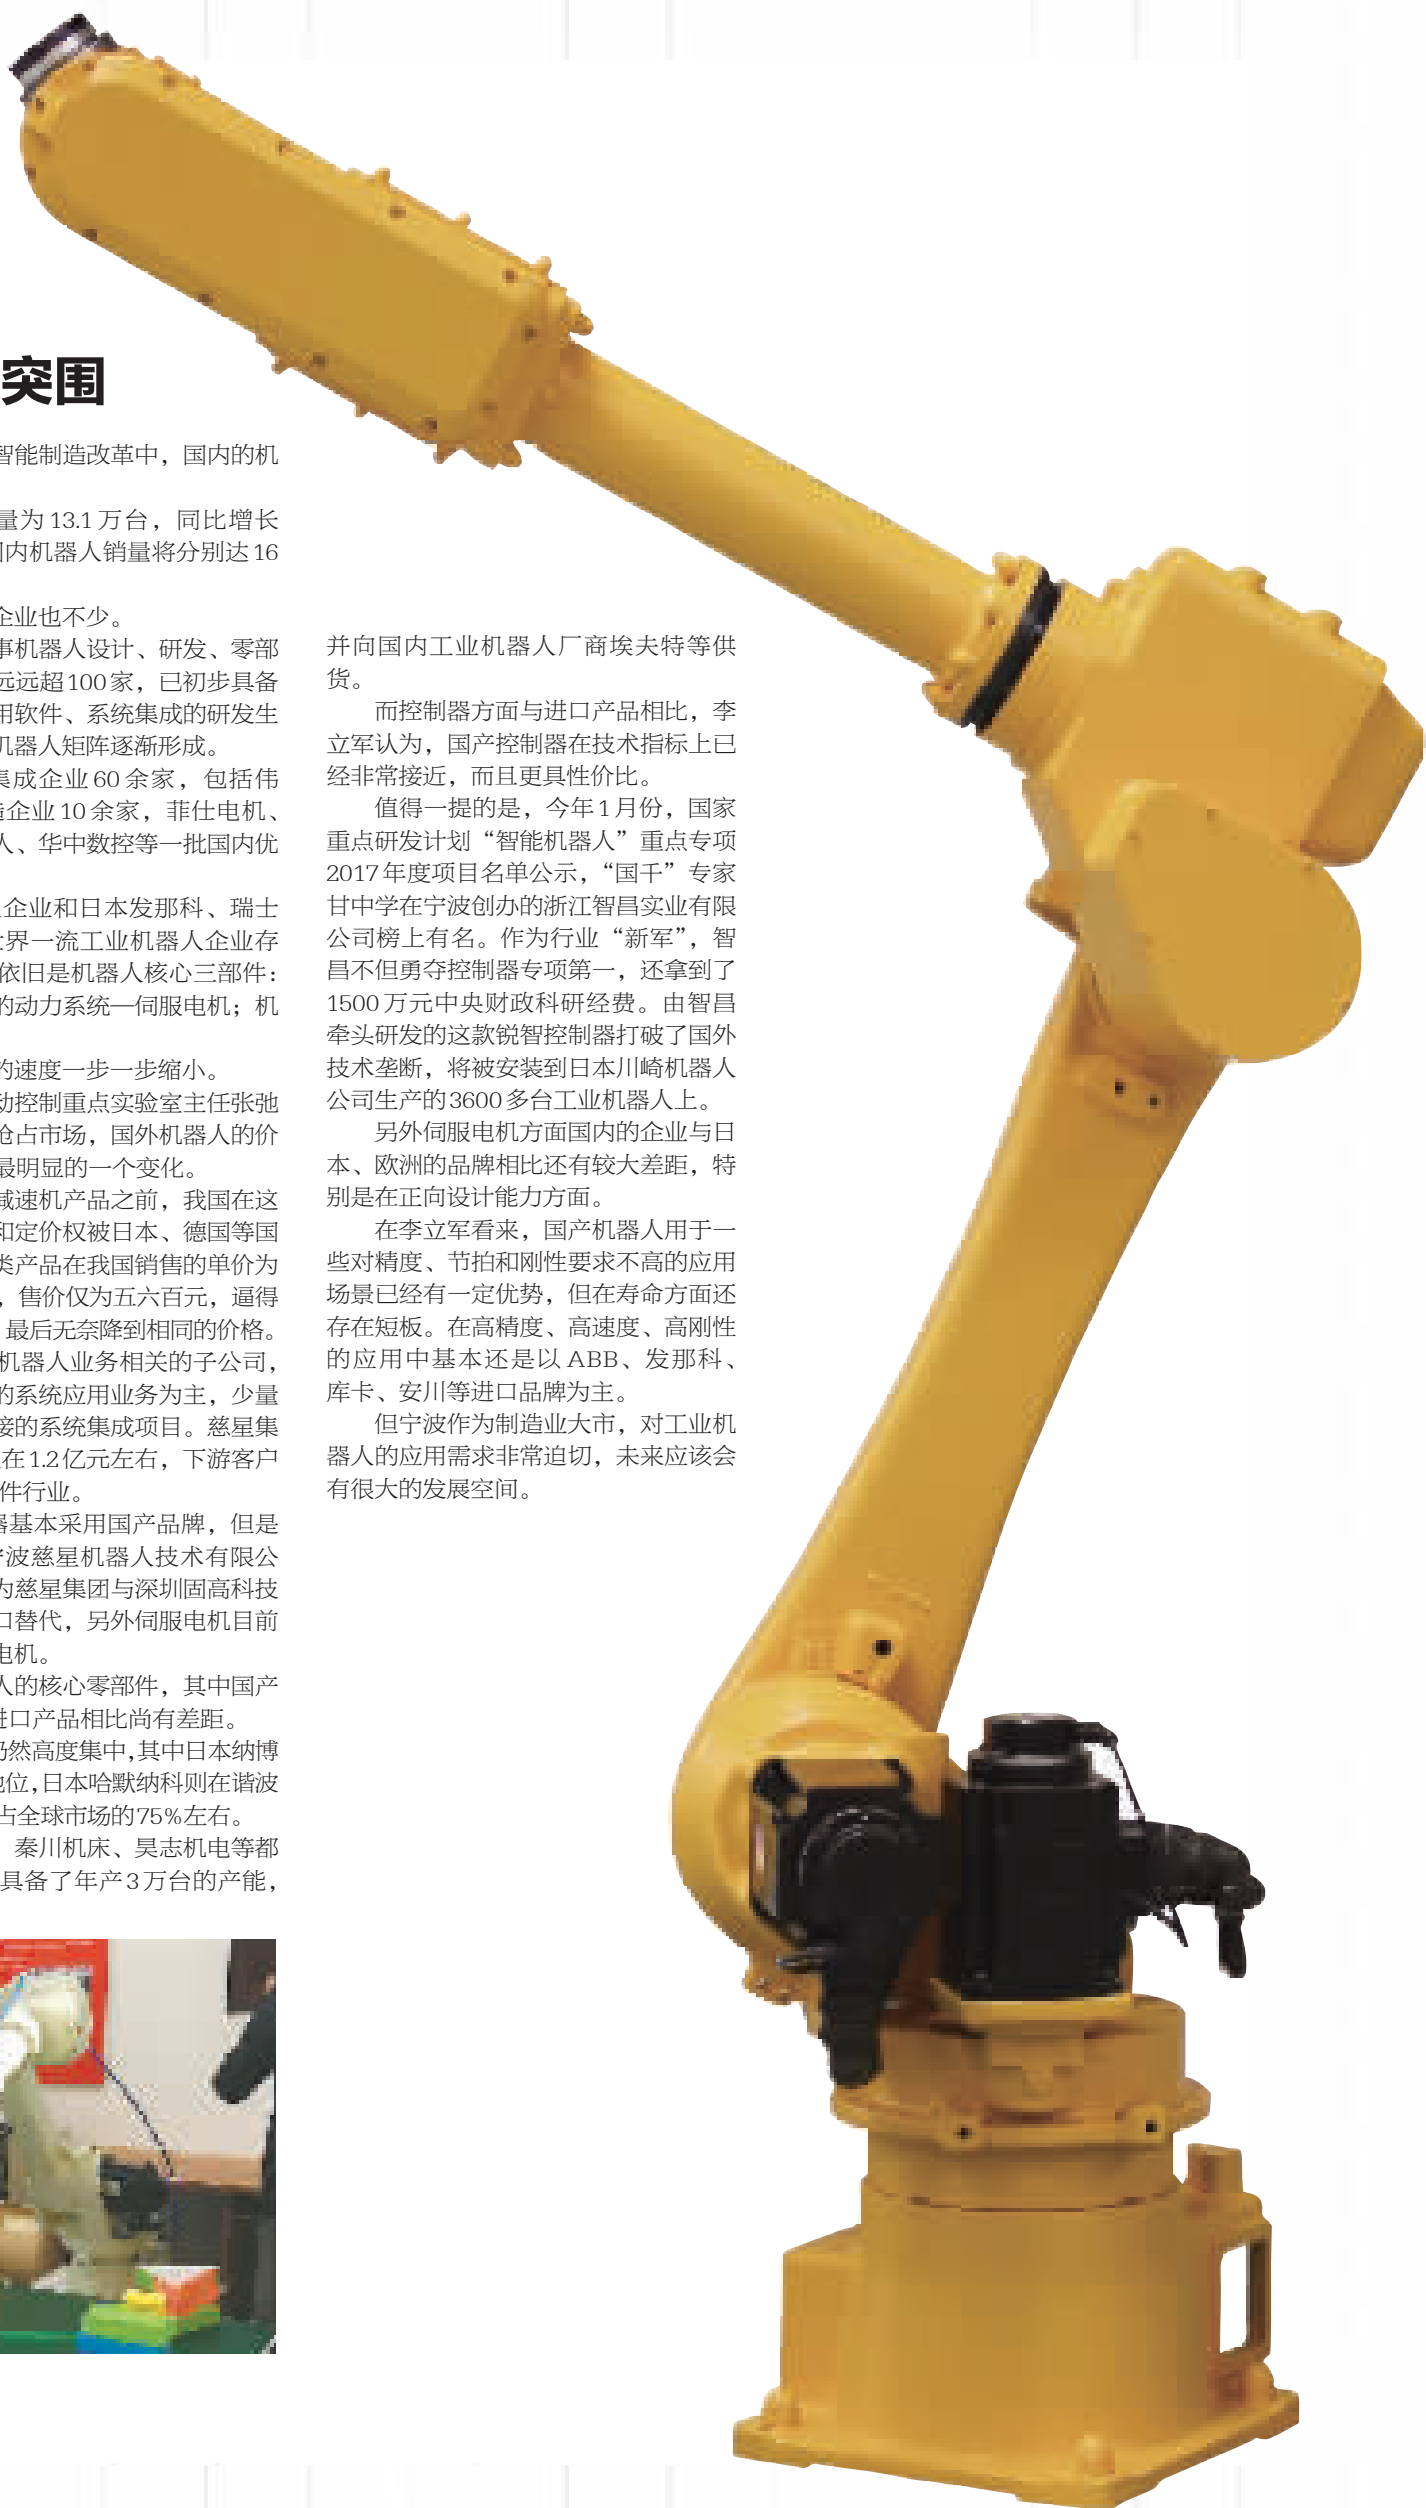 突围
智能制造改革中，国内的机
量为13.1万台，同比增长
国内机器人销量将分别达16
企业也不少。
事机器人设计、研发、零部
远远超100家，已初步具备
用软件、系统集成的研发生
机器人矩阵逐渐形成。
集成企业60余家，包括伟
造企业10余家，菲仕电机、
人、华中数控等一批国内优
企业和日本发那科、瑞士
世界一流工业机器人企业存
依旧是机器人核心三部件：
的动力系统—伺服电机；机
的速度一步一步缩小。
动控制重点实验室主任张弛
抢占市场，国外机器人的价
最明显的一个变化。
减速机产品之前，我国在这
和定价权被日本、德国等国
类产品在我国销售的单价为
，售价仅为五六百元，逼得
最后无奈降到相同的价格。
机器人业务相关的子公司，
的系统应用业务为主，少量
接的系统集成项目。慈星集
在1.2亿元左右，下游客户
件行业。
器基本采用国产品牌，但是
宁波慈星机器人技术有限公
为慈星集团与深圳固高科技
口替代，另外伺服电机目前
电机。
人的核心零部件，其中国产
进口产品相比尚有差距。
仍然高度集中，其中日本纳博
地位，日本哈默纳科则在谐波
占全球市场的75%左右。
秦川机床、昊志机电等都
具备了年产3万台的产能，
并向国内工业机器人厂商埃夫特等供
货。
而控制器方面与进口产品相比，李
立军认为，国产控制器在技术指标上已
经非常接近，而且更具性价比。
值得一提的是，今年1月份，国家
重点研发计划“智能机器人”重点专项
2017年度项目名单公示，“国千”专家
甘中学在宁波创办的浙江智昌实业有限
公司榜上有名。作为行业“新军”，智
昌不但勇夺控制器专项第一，还拿到了
1500万元中央财政科研经费。由智昌
牵头研发的这款锐智控制器打破了国外
技术垄断，将被安装到日本川崎机器人
公司生产的3600多台工业机器人上。
另外伺服电机方面国内的企业与日
本、欧洲的品牌相比还有较大差距，特
别是在正向设计能力方面。
在李立军看来，国产机器人用于一
些对精度、节拍和刚性要求不高的应用
场景已经有一定优势，但在寿命方面还
存在短板。在高精度、高速度、高刚性
的应用中基本还是以ABB、发那科、
库卡、安川等进口品牌为主。
但宁波作为制造业大市，对工业机
器人的应用需求非常迫切，未来应该会
有很大的发展空间。